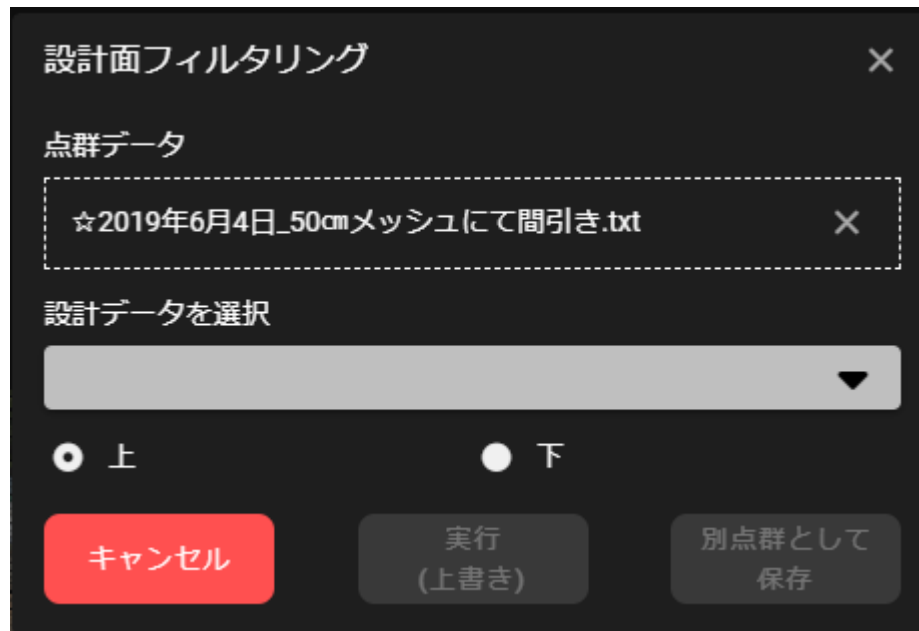 設計面フィルタリング
点群データ
☆2019年6月4日_50㎝メッシュにて間引き.txt
設計データを選択
上
下
キャンセル
実行
(上書き)
別点群として
保存